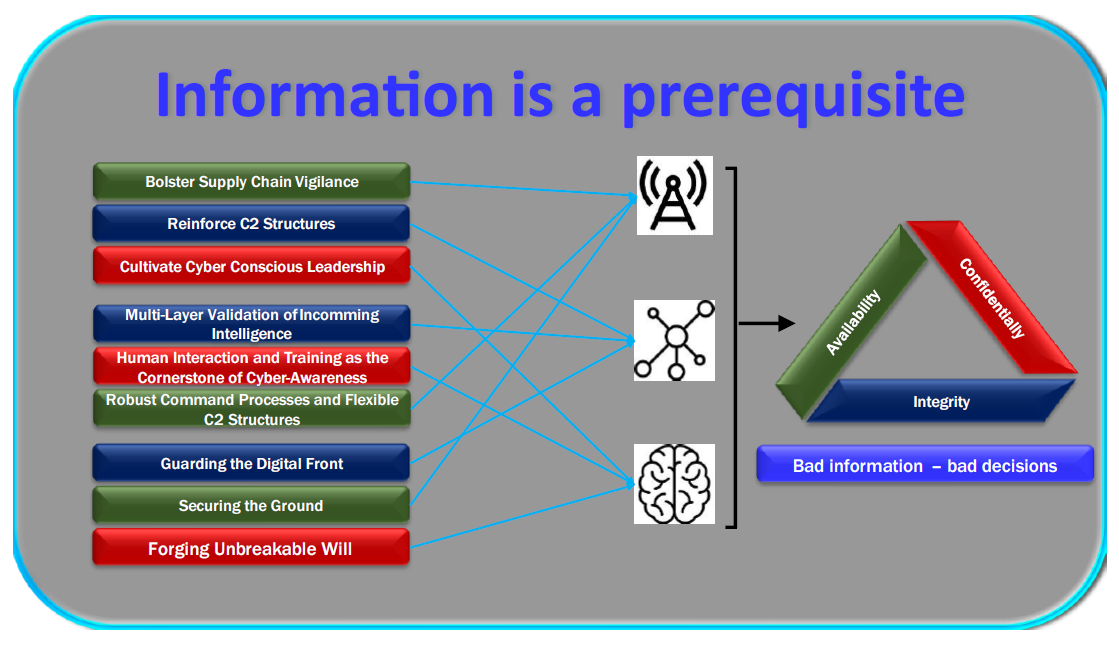 Information is a prerequisite
Bolster Supply Chain Vigilance
Reinforce C2 Structures
Cultivate Cyber Conscious Leadership
Multi-Layer Validation of Incomming
Intelligence
Human Interaction and Training as the
Cornerstone of Cyber-Awareness
Robust Command Processes and Flexible
C2 Structures
Guarding the Digital Front
Securing the Ground
Forging Unbreakable Will
Availability
Confidentially
Integrity
Bad information – bad decisions